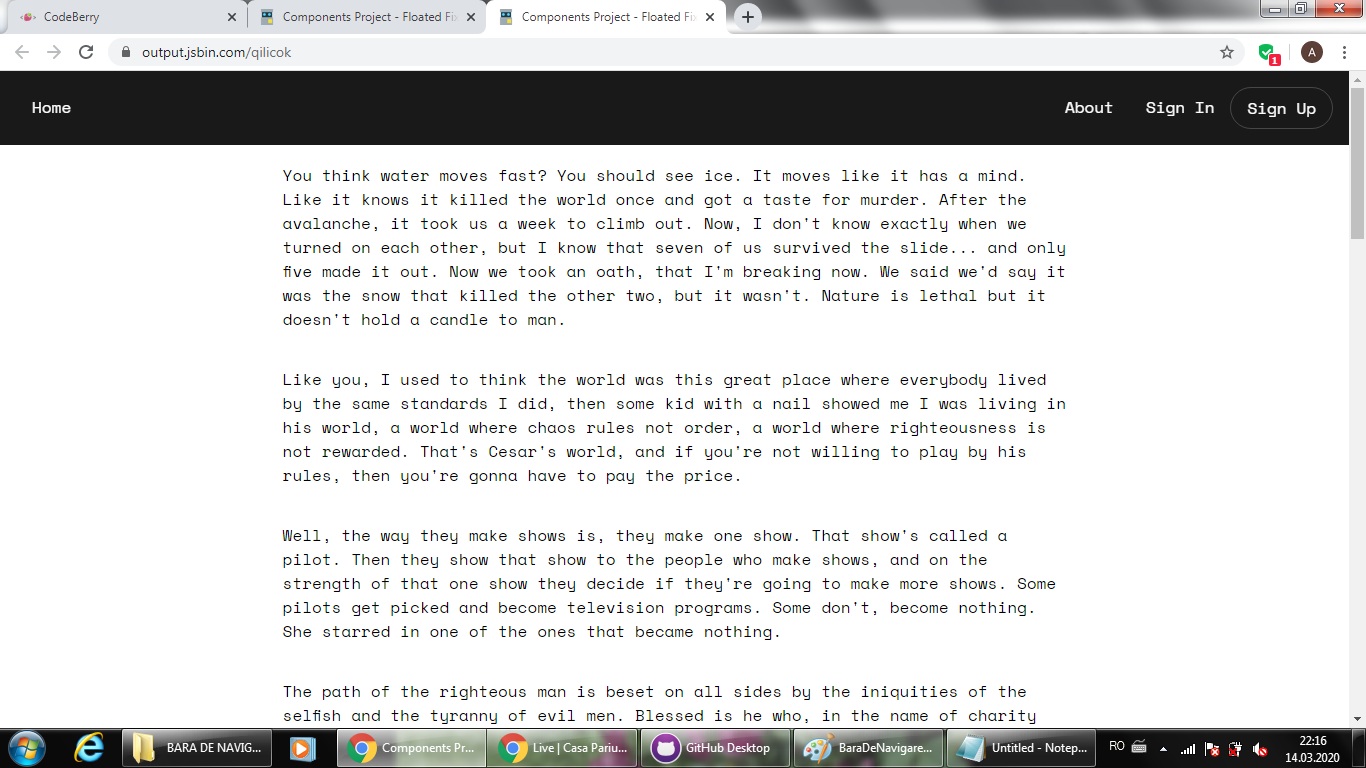 CodeBerry
Components Project - Floated Fi
Components Project - Floated Fi
output.jsbin.com/qilicok
1
A
Home
About
Sign In
Sign Up
You think water moves fast? You should see ice. It moves like it has a mind.
Like it knows it killed the world once and got a taste for murder. After the
avalanche, it took us a week to climb out. Now, I don't know exactly when we
turned on each other, but I know that seven of us survived the slide... and only
five made it out. Now we took an oath, that I'm breaking now. We said we'd say it
was the snow that killed the other two, but it wasn't. Nature is lethal but it
doesn't hold a candle to man.
Like you, I used to think the world was this great place where everybody lived
by the same standards I did, then some kid with a nail showed me I was living in
his world, a world where chaos rules not order, a world where righteousness is
not rewarded. That's Cesar's world, and if you're not willing to play by his
rules, then you're gonna have to pay the price.
Well, the way they make shows is, they make one show. That show's called a
pilot. Then they show that show to the people who make shows, and on the
strength of that one show they decide if they're going to make more shows. Some
pilots get picked and become television programs. Some don't, become nothing.
She starred in one of the ones that became nothing.
The path of the righteous man is beset on all sides by the iniquities of the
selfish and the tyranny of evil men. Blessed is he who, in the name of charity
BARA DE NAVIG...
Components Pr...
Live | Casa Pariu...
GitHub Desktop
BaraDeNavigare...
Untitled - Notep...
RO
22:16
14.03.2020